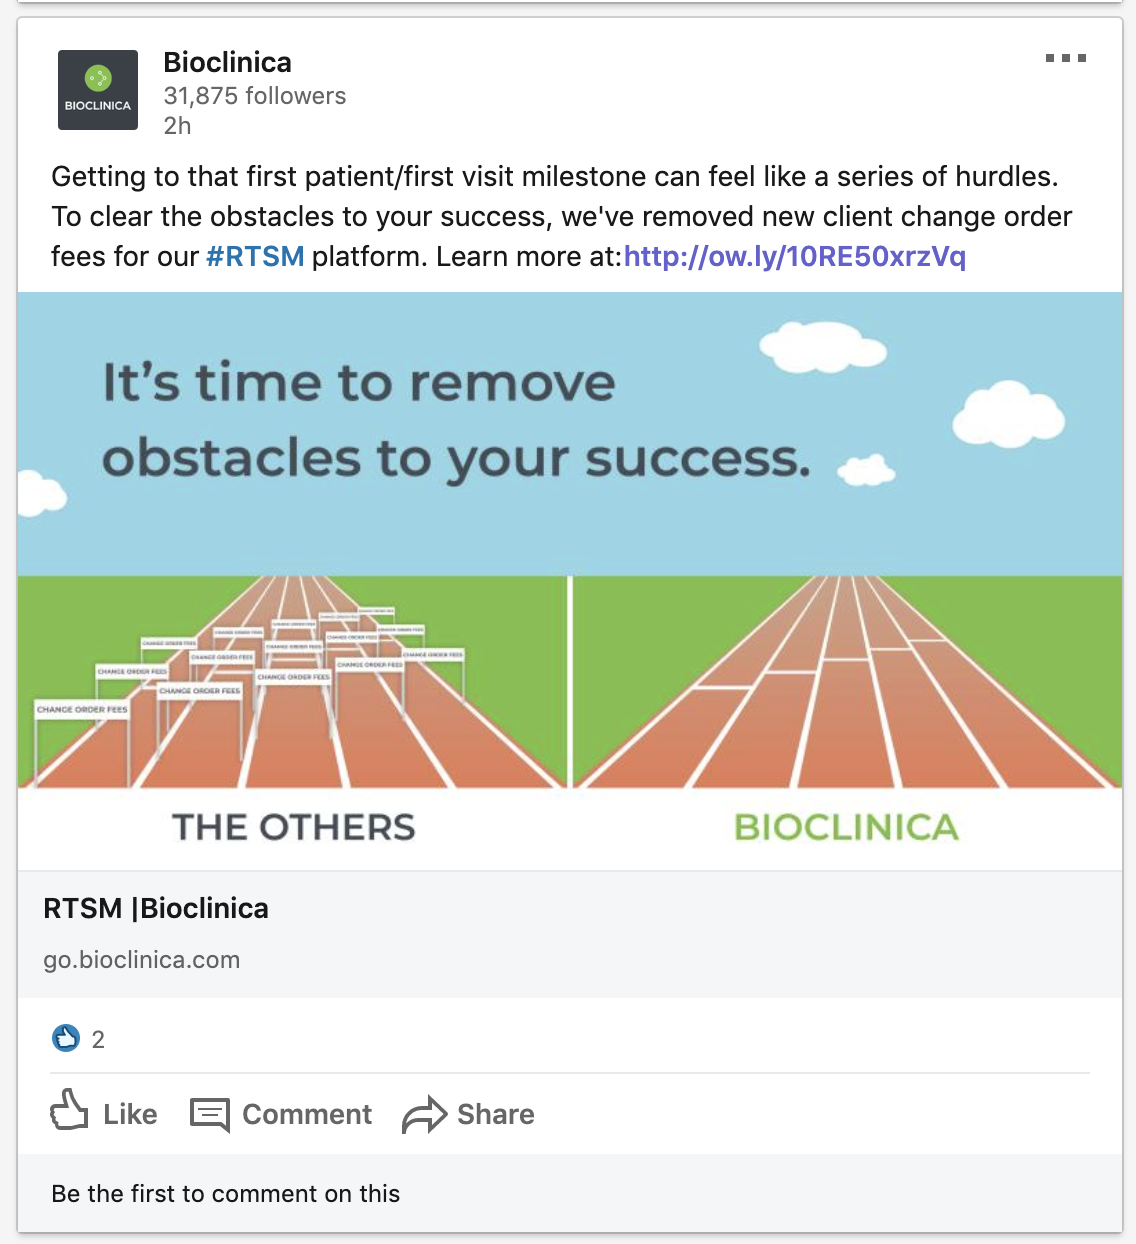 BIOCLINICA
Bioclinica
31,875 followers
2h
Getting to that first patient/first visit milestone can feel like a series of hurdles.
To clear the obstacles to your success, we've removed new client change order
fees for our #RTSM platform. Learn more at:http://ow.ly/10RE50xrzVq
It's time to remove
obstacles to your success.
CHANGE ORDER FEES
CHANGE ORDER FEES
CHANGE ORDER FEES
CHANGE ORDER FEES
CHANGE ORDER FEES
CHANGE ORDER FEES
CHANGE ORDER FEES
CHANGE ORDER FEES
CHANGE ORDER FEES
CHANGE ORDER FEES
CHANGE ORDER FEES
CHANGE ORDER FEES
CHANGE ORDER FEES
THE OTHERS
BIOCLINICA
RTSM |Bioclinica
go.bioclinica.com
2
Like
Comment
Share
Be the first to comment on this